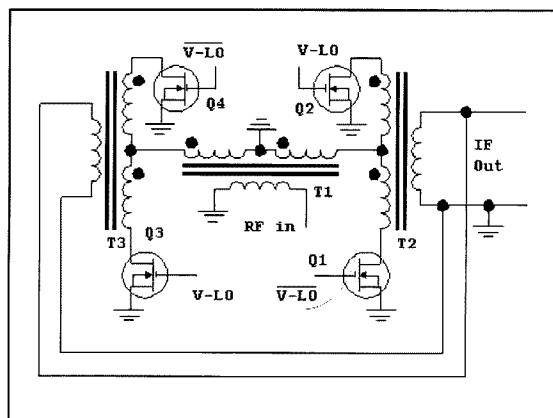 V-LO
V-LO
Q4
Q2
IF
Out
T1
RF in
T3
Q3
T2
Q1
V-LO
V-LO